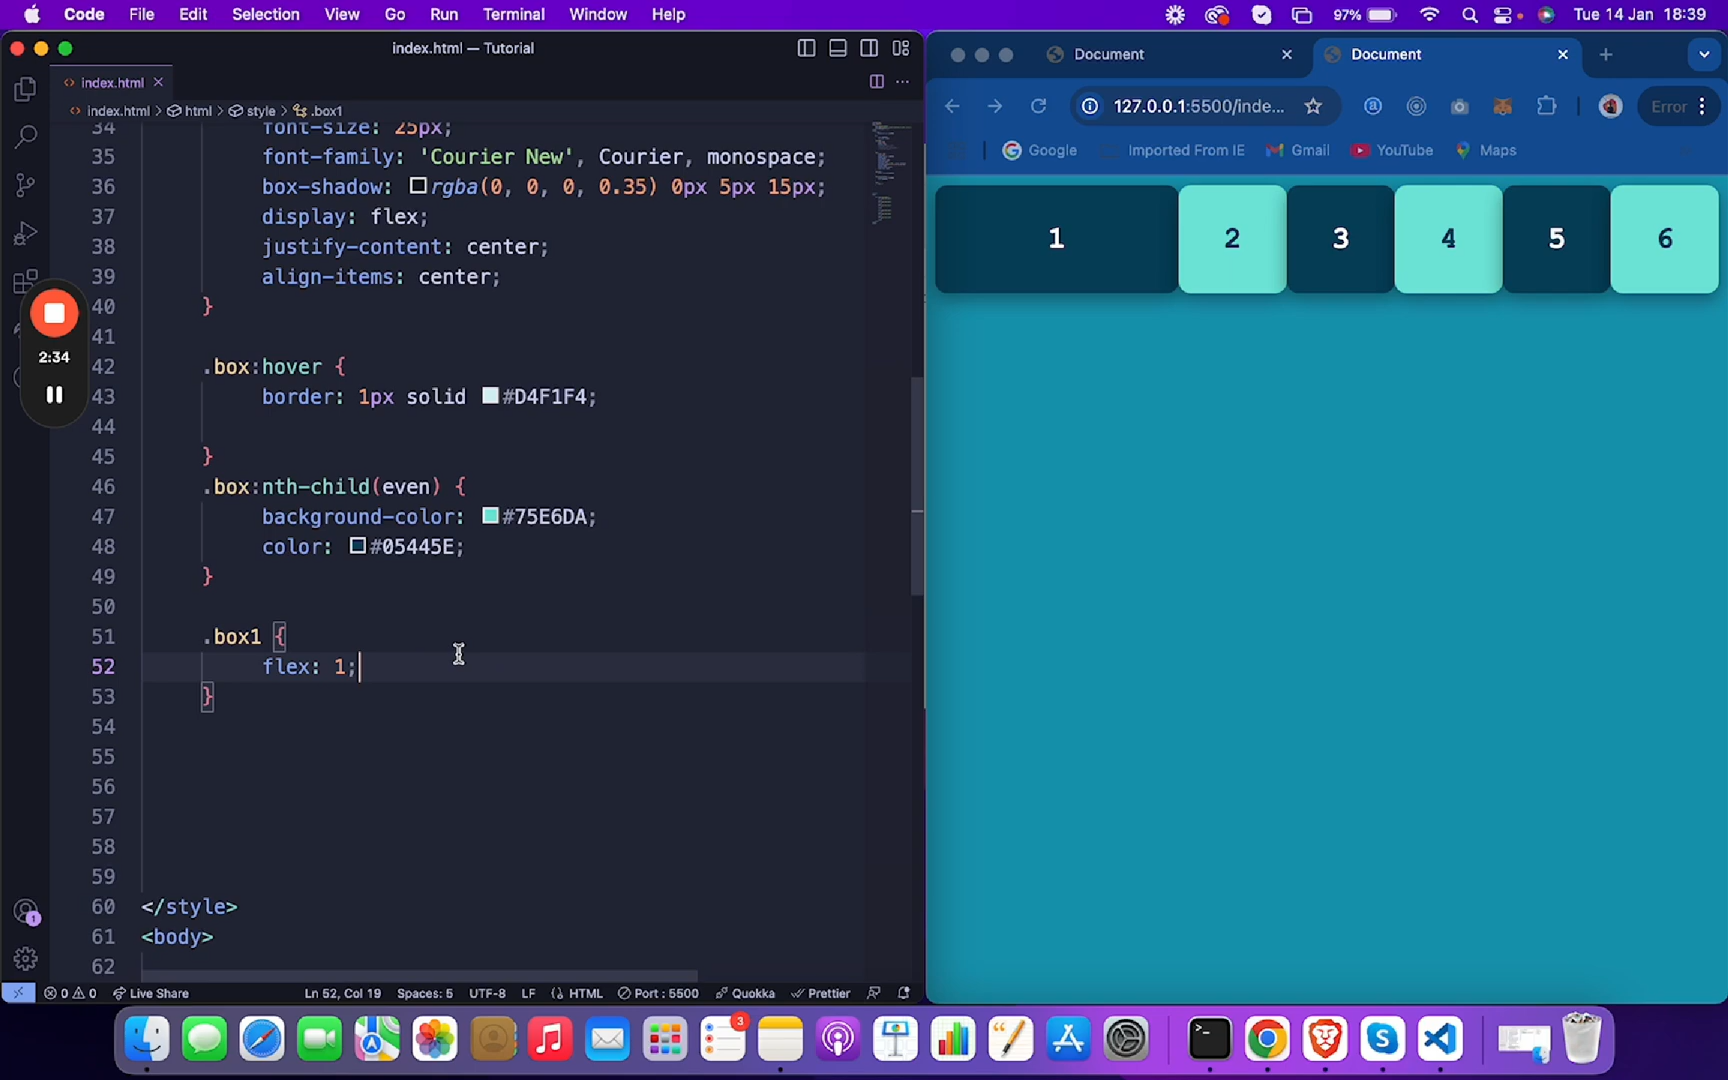 Code File Edit Selection View Go Run Terminal Window Help 97% Tue 14 Jan 18:39
index.html — Tutorial
index.html
index.html > html > style > .box1
34 font-size: 25px;
35 font-family: 'Courier New', Courier, monospace;
36 box-shadow: rgba(0, 0, 0, 0.35) 0px 5px 15px;
37 display: flex;
38 justify-content: center;
39 align-items: center;
40 }
41
42 .box:hover {
43 border: 1px solid #D4F1F4;
44
45 }
46 .box:nth-child(even) {
47 background-color: #75E6DA;
48 color: #05445E;
49 }
50
51 .box1 {
52 flex: 1;
53 }
54
55
56
57
58
59
60 </style>
61 <body>
62
2:34
1
Ln 52, Col 19 Spaces: 5 UTF-8 LF HTML Port : 5500 Quokka Prettier
0 0 Live Share
Document Document
127.0.0.1:5500/inde... Error
Google Imported From IE Gmail YouTube Maps
1 2 3 4 5 6
3